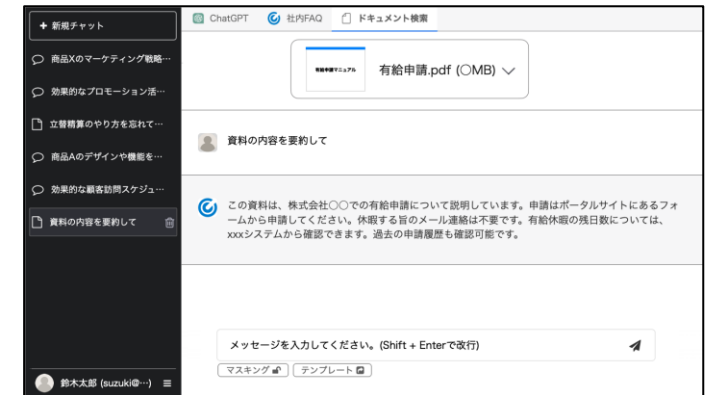 + 新規チャット
商品Xのマーケティング戦略…
効果的なプロモーション活…
立替精算のやり方を忘れて…
商品Aのデザインや機能を…
効果的な顧客訪問スケジュ…
資料の内容を要約して
鈴木太郎 (suzuki@…)
ChatGPT 社内FAQ ドキュメント検索
有給申請マニュアル
有給申請.pdf (〇MB)
資料の内容を要約して
この資料は、株式会社〇〇での有給申請について説明しています。申請はポータルサイトにあるフォ
ームから申請してください。休暇する旨のメール連絡は不要です。有給休暇の残日数については、
xxxシステムから確認できます。過去の申請履歴も確認可能です。
メッセージを入力してください。(Shift + Enterで改行)
マスキング テンプレート